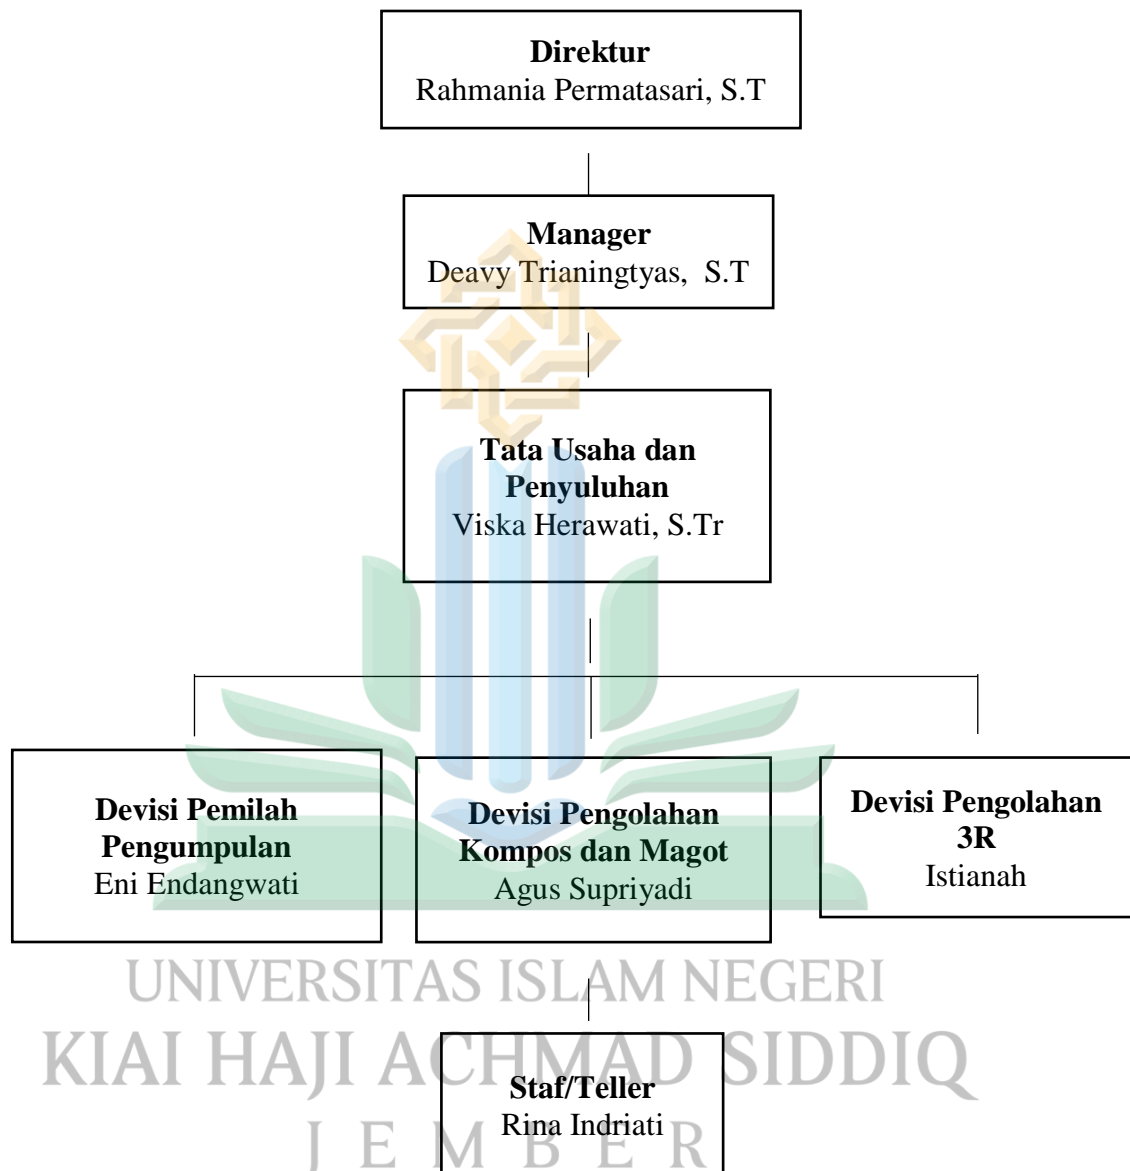 Direktur
Rahmania Permatasari, S.T
Manager
Deavy Trianingtyas, S.T
Tata Usaha dan
Penyuluhan
Viska Herawati, S.Tr
Devisi Pemilah
Pengumpulan
Eni Endangwati
Devisi Pengolahan
Kompos dan Magot
Agus Supriyadi
Devisi Pengolahan
3R
Istianah
UNIVERSITAS ISLAM NEGERI
KIAI HAJI ACHMAD SIDDIQ
JEMBER
Staf/Teller
Rina Indriati